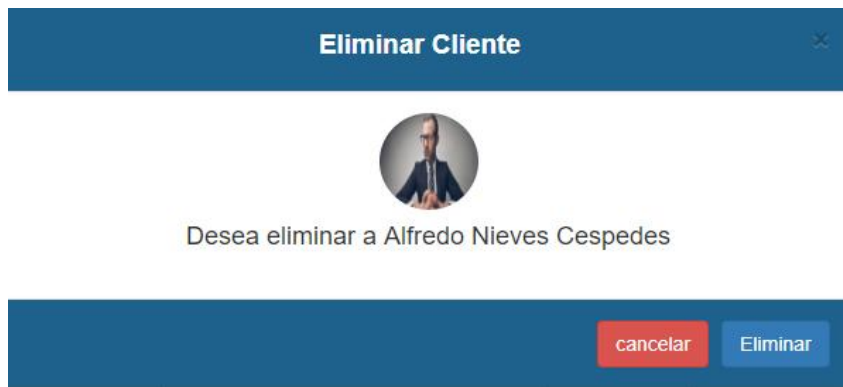 Eliminar Cliente
×
Desea eliminar a Alfredo Nieves Cespedes
cancelar Eliminar